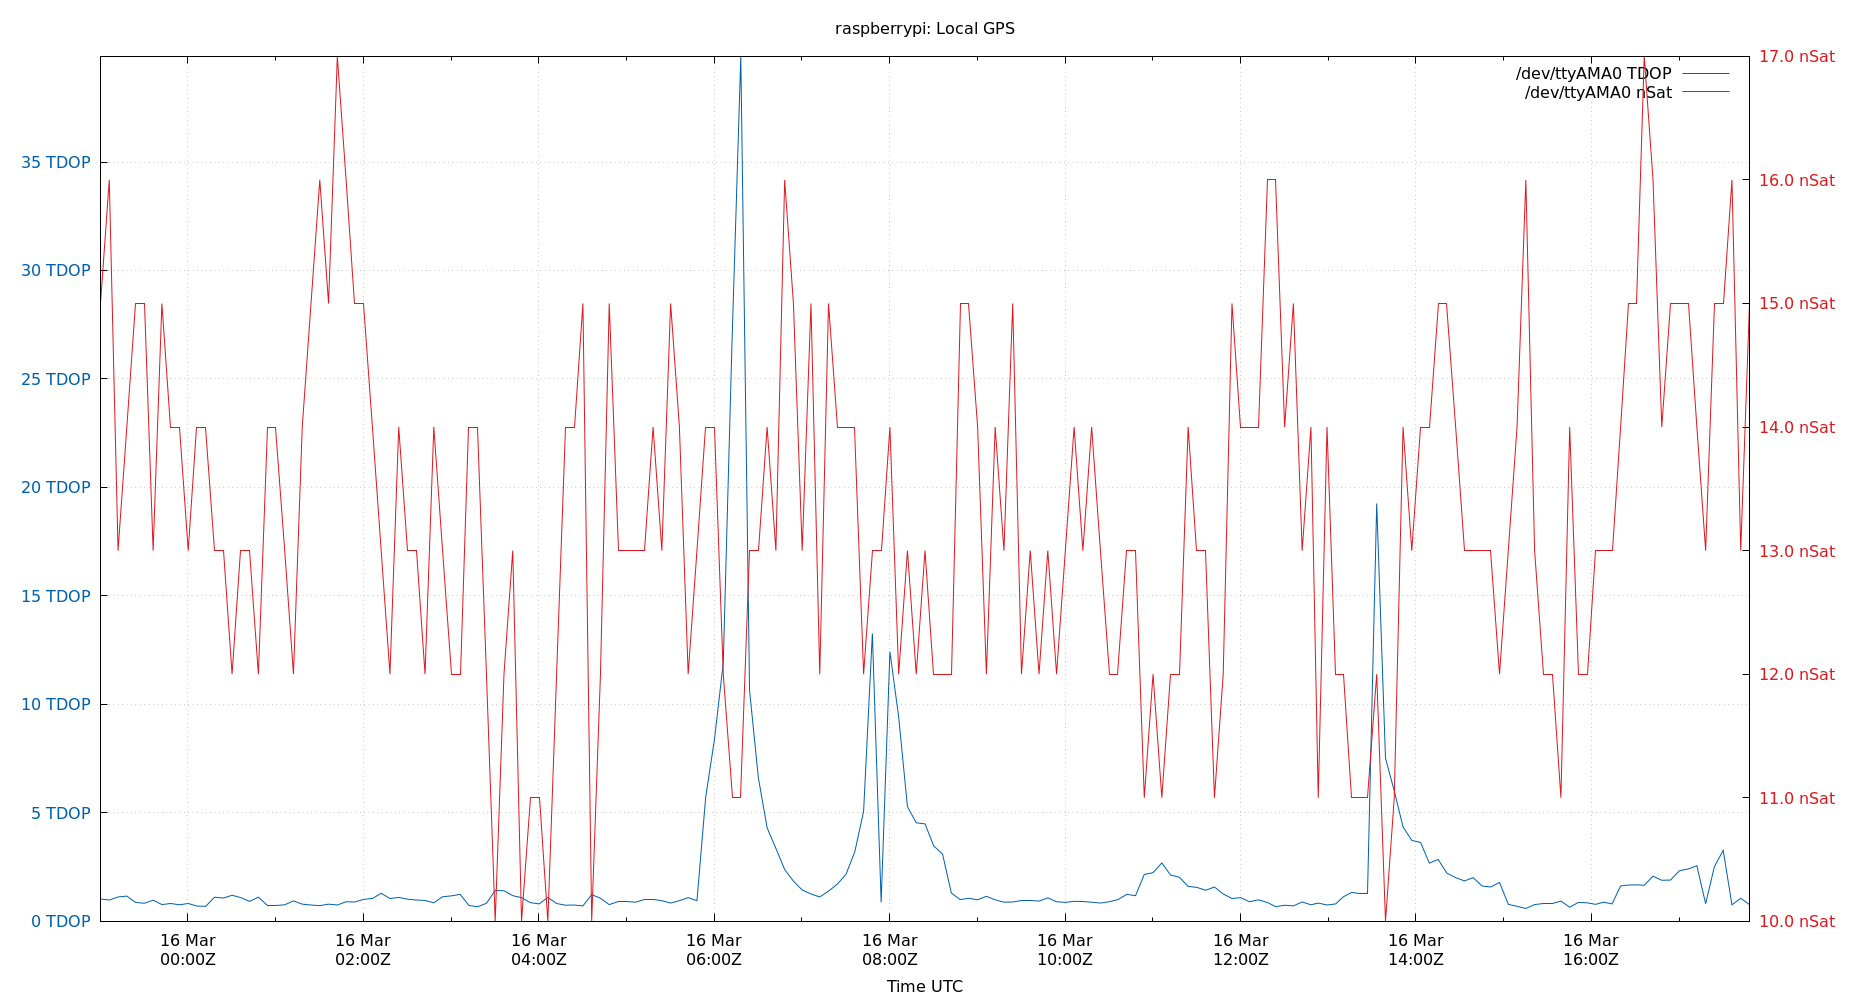 raspberrypi: Local GPS
17.0 nSat
/dev/ttyAMA0 TDOP
/dev/ttyAMA0 nSat
35 TDOP
16.0 nSat
30 TDOP
15.0 nSat
25 TDOP
14.0 nSat
20 TDOP
13.0 nSat
15 TDOP
12.0 nSat
10 TDOP
11.0 nSat
5 TDOP
0 TDOP
10.0 nSat
16 Mar 16 Mar 16 Mar 16 Mar 16 Mar 16 Mar 16 Mar 16 Mar 16 Mar
00:00Z 02:00Z 04:00Z 06:00Z 08:00Z 10:00Z 12:00Z 14:00Z 16:00Z
Time UTC